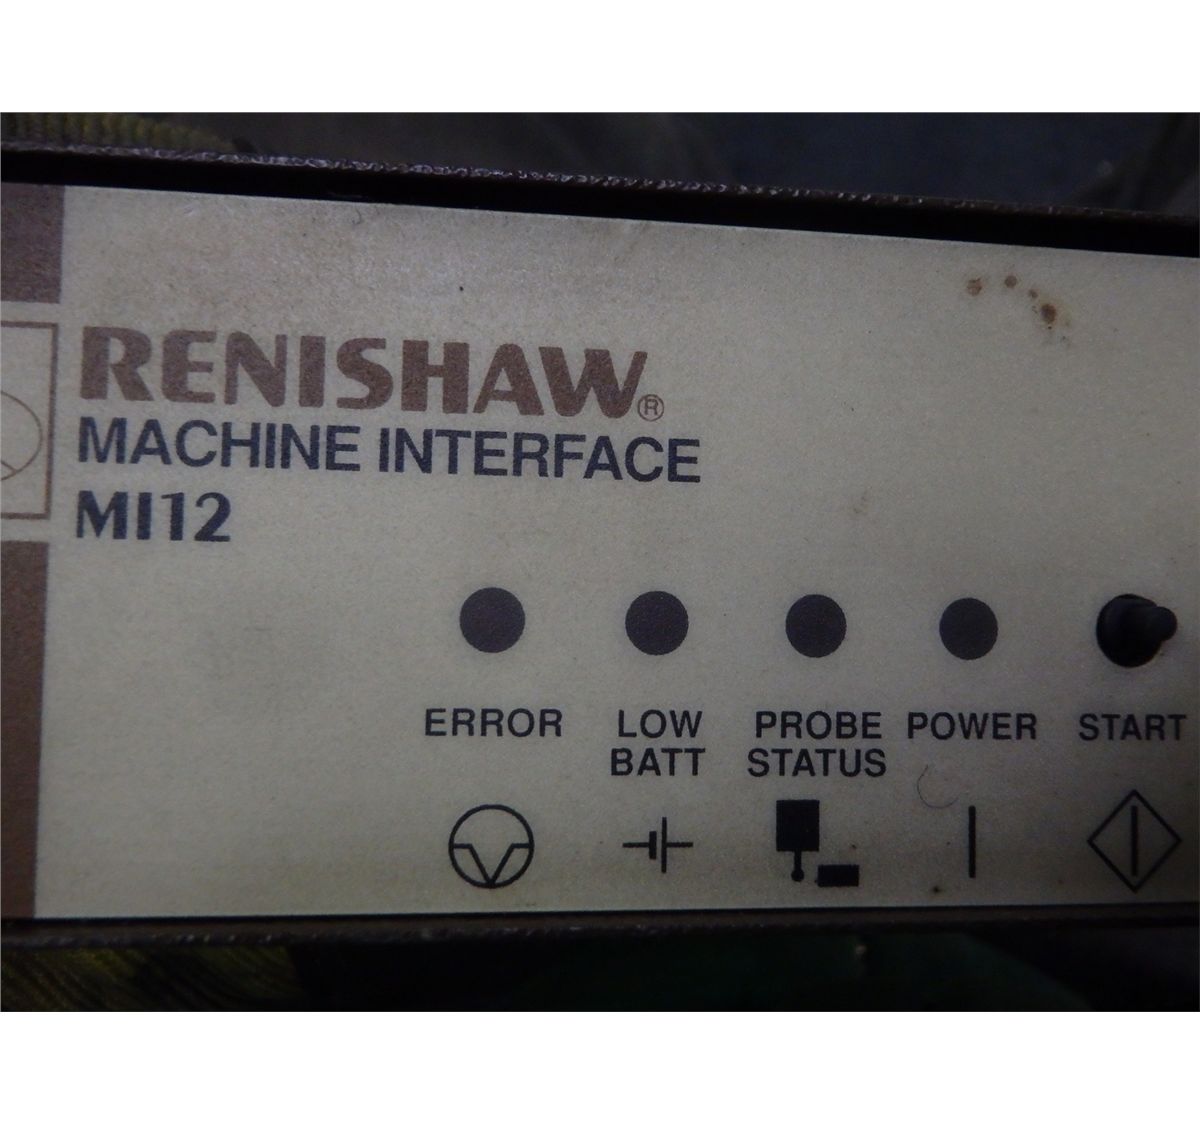 RENISHAW®
MACHINE INTERFACE
MI12
ERROR LOW BATT PROBE STATUS POWER START